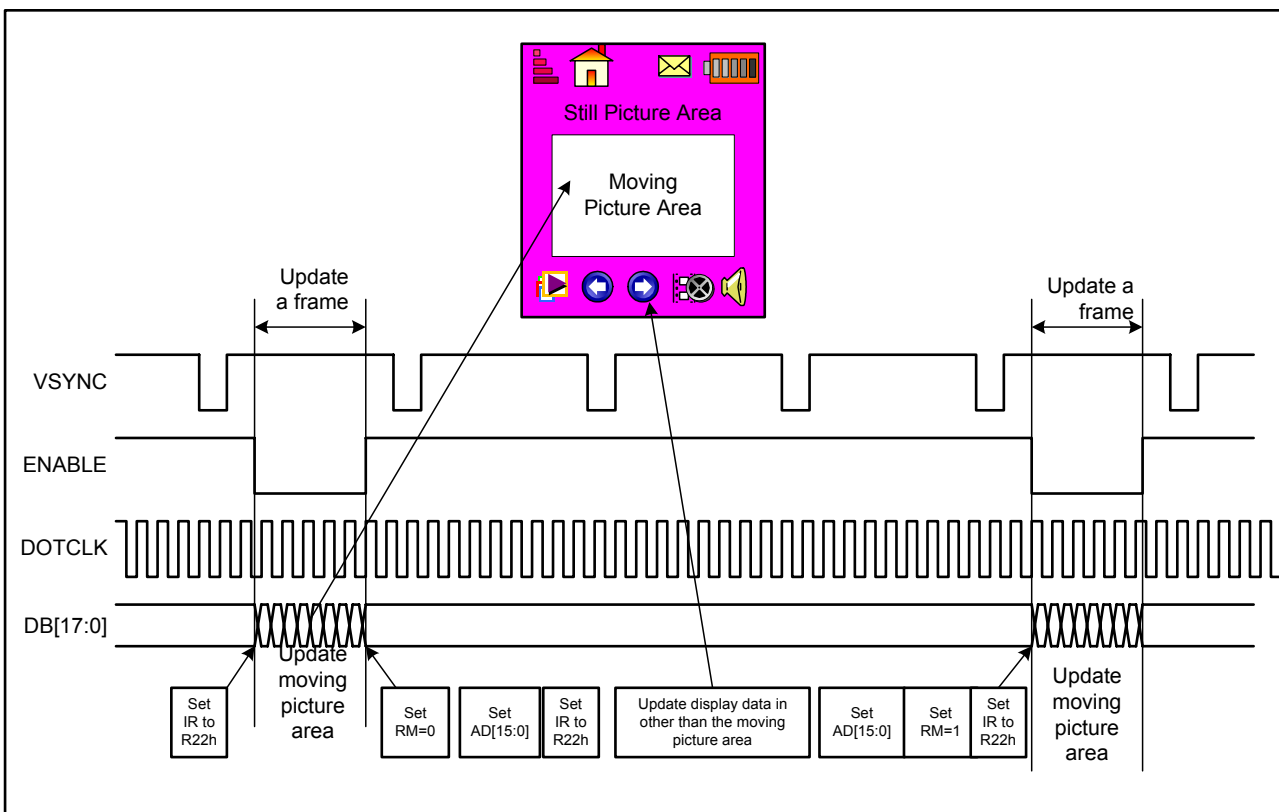 Still Picture Area
Moving
Picture Area
Update
a frame
Update a
frame
VSYNC
ENABLE
DOTCLK
DB[17:0]
Update
moving
picture
area
Update
moving
picture
area
Set
IR to
R22h
Set
RM=0
Set
AD[15:0]
Set
IR to
R22h
Update display data in
other than the moving
picture area
Set
AD[15:0]
Set
RM=1
Set
IR to
R22h